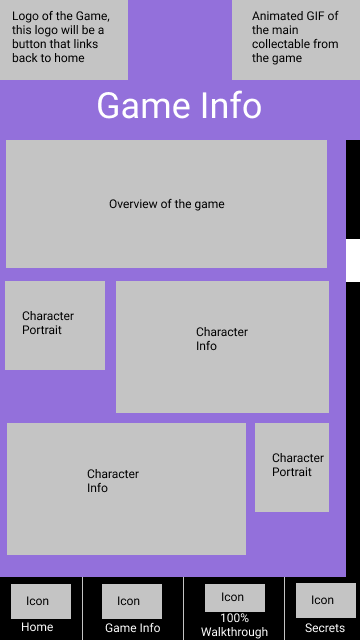 Logo of the Game,
this logo will be a
button that links
back to home
Animated GIF of
the main
collectable from
the game
Game Info
Overview of the game
Character
Portrait
Character
Info
Character
Info
Character
Portrait
Icon
Home
Icon
Game Info
Icon
100%
Walkthrough
Icon
Secrets